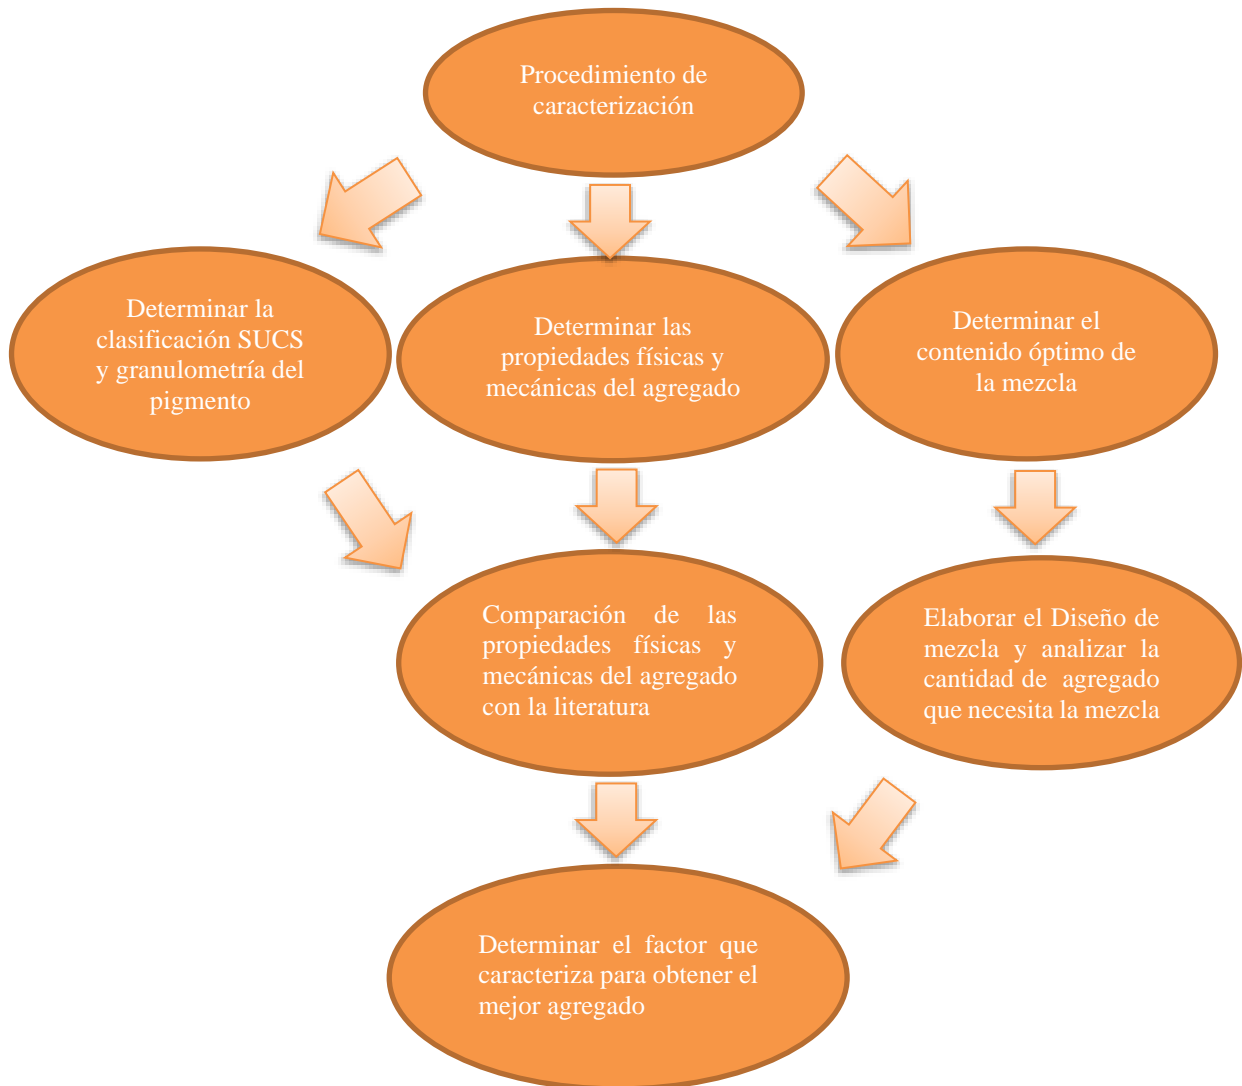 Procedimiento de
caracterización
Determinar la
clasificación SUCS
y granulometría del
pigmento
Determinar las
propiedades físicas y
mecánicas del agregado
Determinar el
contenido óptimo de
la mezcla
Comparación de las
propiedades físicas y
mecánicas del agregado
con la literatura
Elaborar el Diseño de
mezcla y analizar la
cantidad de agregado
que necesita la mezcla
Determinar el factor que
caracteriza para obtener el
mejor agregado